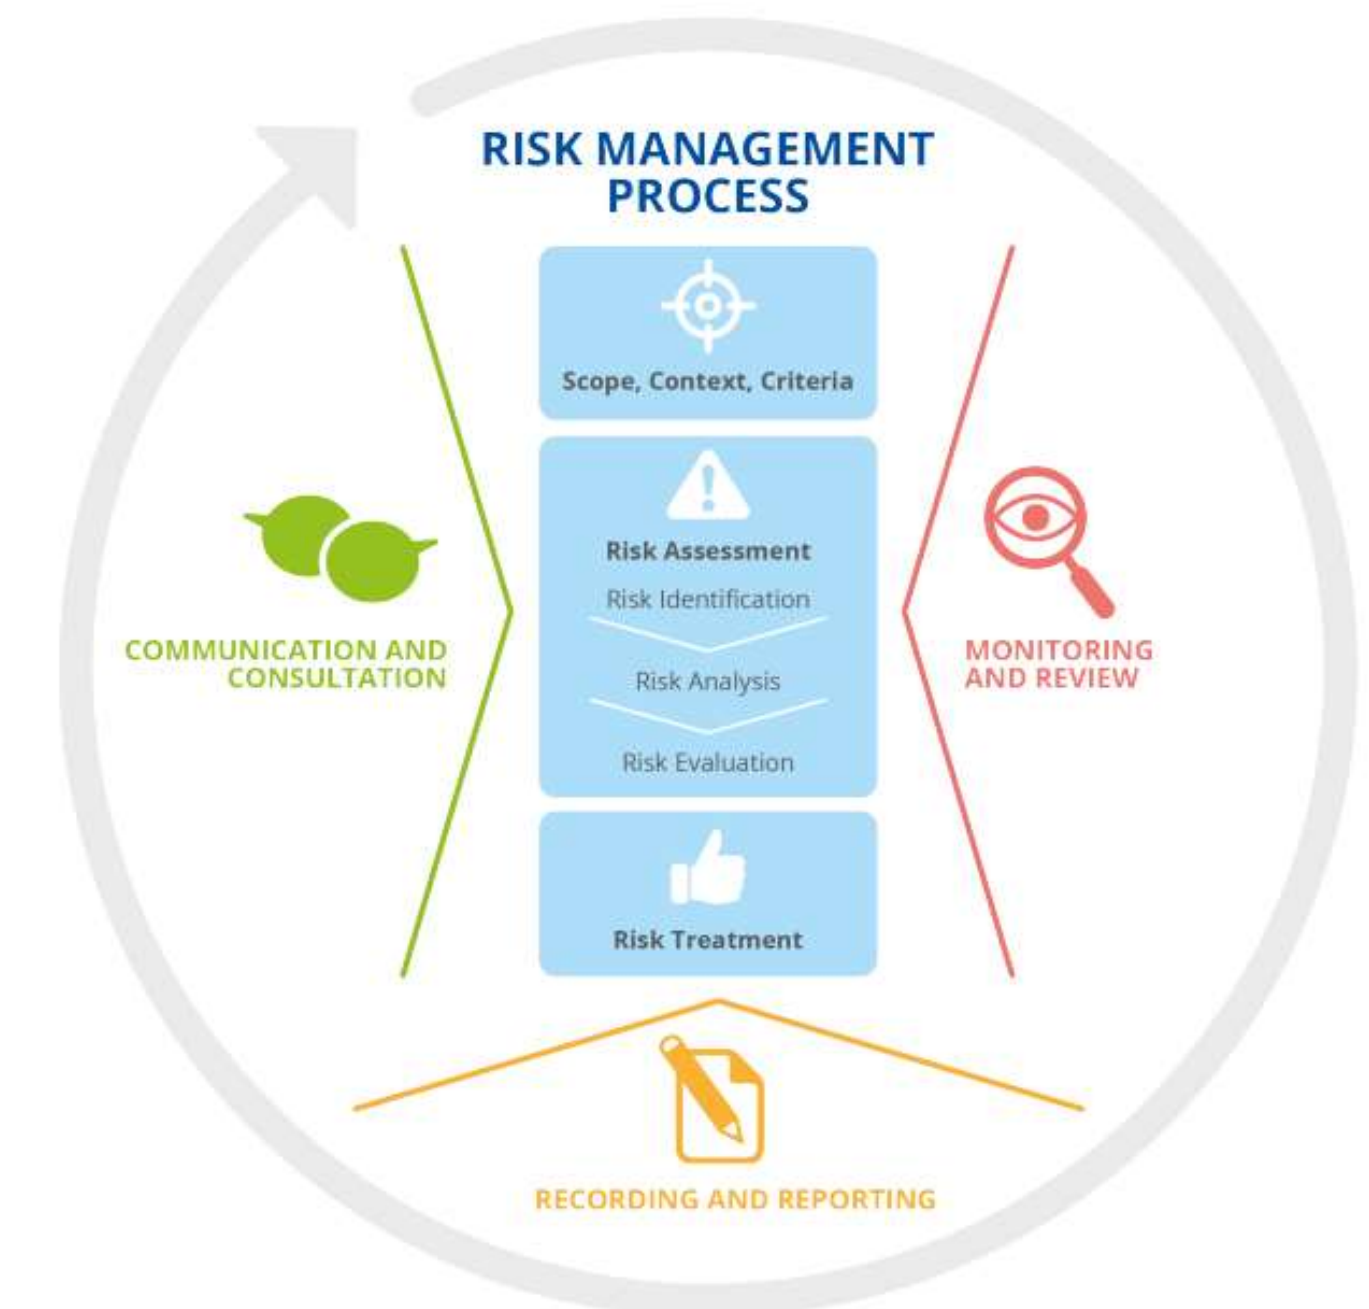 RISK MANAGEMENT
PROCESS
Scope, Context, Criteria
Risk Assessment
Risk Identification
Risk Analysis
Risk Evaluation
Risk Treatment
COMMUNICATION AND
CONSULTATION
MONITORING
AND REVIEW
RECORDING AND REPORTING